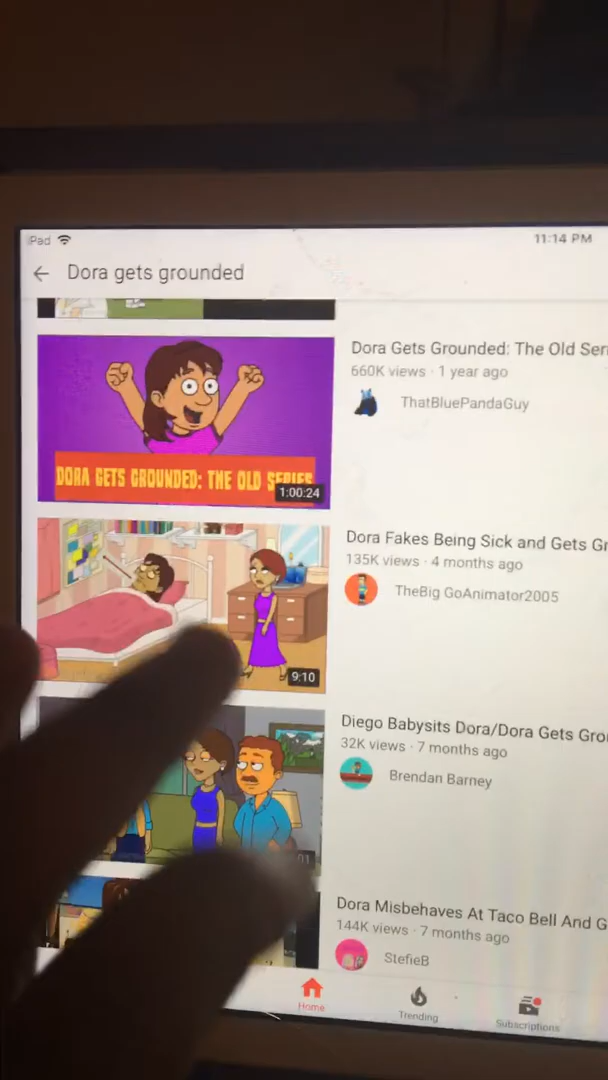 iPad
11:14 PM
Dora gets grounded
Dora Gets Grounded: The Old Ser
660K views · 1 year ago
ThatBluePandaGuy
DORA GETS GROUNDED: THE OLD SERIES
1:00:24
Dora Fakes Being Sick and Gets Gr
135K views · 4 months ago
TheBig GoAnimator2005
9:10
Diego Babysits Dora/Dora Gets Grou
32K views · 7 months ago
Brendan Barney
01
Dora Misbehaves At Taco Bell And G
144K views · 7 months ago
StefieB
Home
Trending
Subscriptions